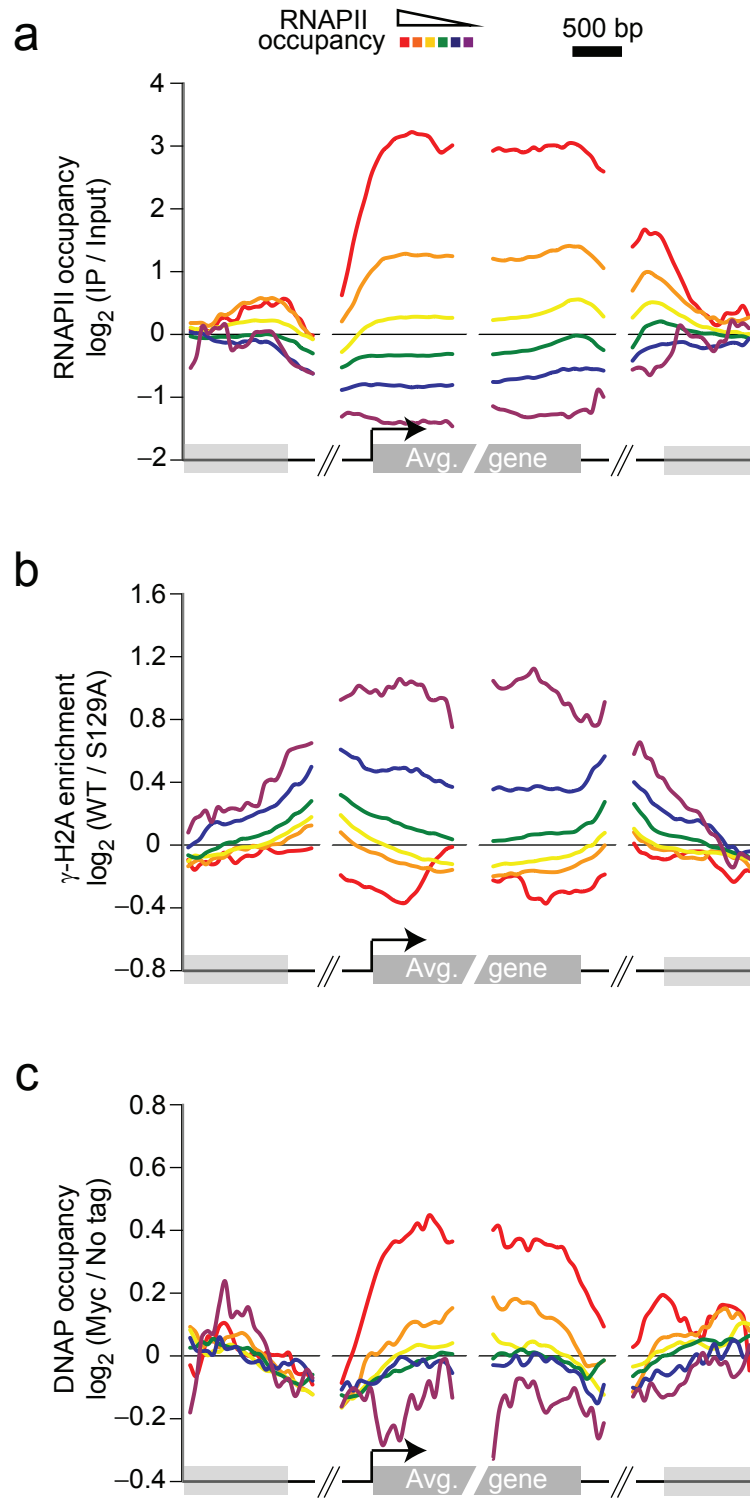 a
RNAPII
occupancy
500 bp
4
3
2
1
0
–1
–2
RNAPII occupancy
log2 (IP / Input)
Avg. gene
b
1.6
1.2
0.8
0.4
0
–0.4
–0.8
γ-H2A enrichment
log2 (WT / S129A)
Avg. gene
c
0.8
0.6
0.4
0.2
0
–0.2
–0.4
DNAP occupancy
log2 (Myc / No tag)
Avg. gene